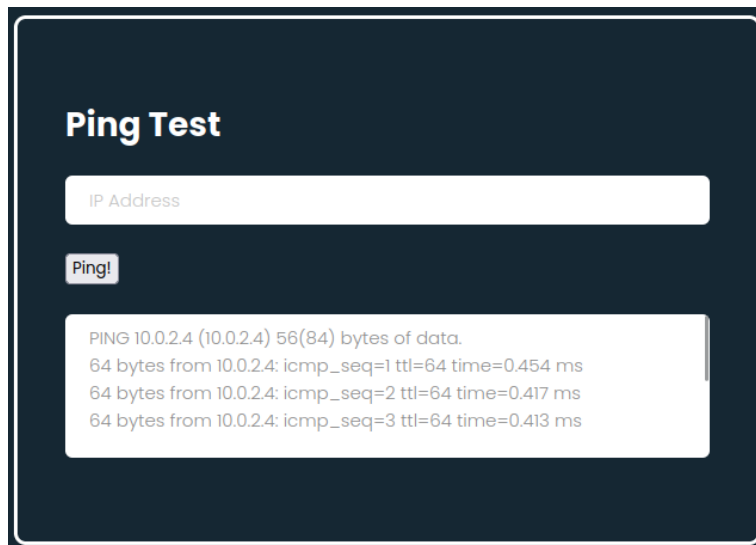 Ping Test
IP Address
Ping!
PING 10.0.2.4 (10.0.2.4) 56(84) bytes of data.
64 bytes from 10.0.2.4: icmp_seq=1 ttl=64 time=0.454 ms
64 bytes from 10.0.2.4: icmp_seq=2 ttl=64 time=0.417 ms
64 bytes from 10.0.2.4: icmp_seq=3 ttl=64 time=0.413 ms